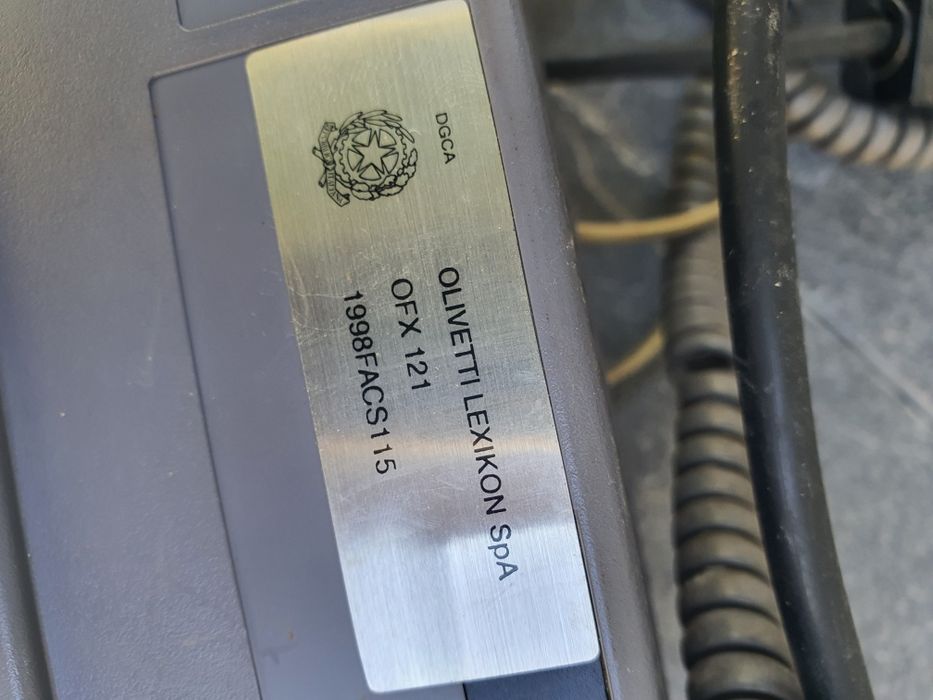 DGCA
OLIVETTI LEXIKON SpA
OFX 121
1998FACS115